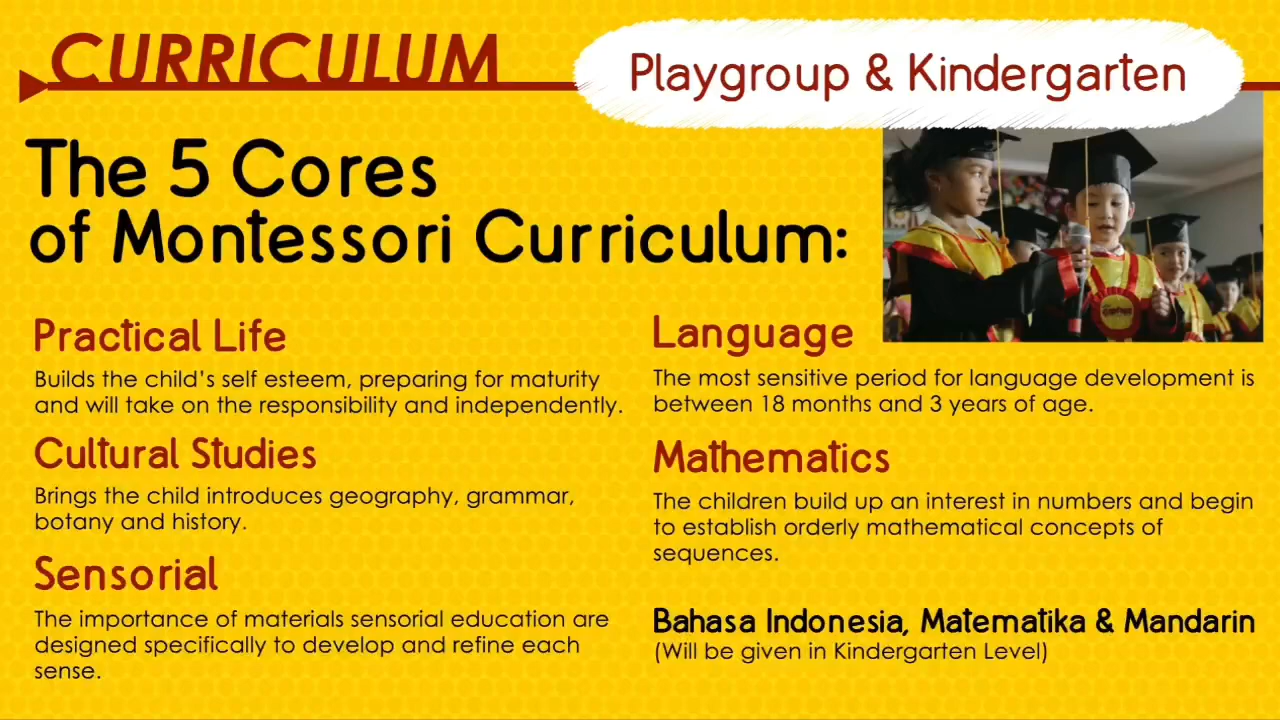 CURRICULUM
Playgroup & Kindergarten
The 5 Cores
of Montessori Curriculum:
Practical Life
Builds the child's self esteem, preparing for maturity
and will take on the responsibility and independently.
Cultural Studies
Brings the child introduces geography, grammar,
botany and history.
Sensorial
The importance of materials sensorial education are
designed specifically to develop and refine each
sense.
Language
The most sensitive period for language development is
between 18 months and 3 years of age.
Mathematics
The children build up an interest in numbers and begin
to establish orderly mathematical concepts of
sequences.
Bahasa Indonesia, Matematika & Mandarin
(Will be given in Kindergarten Level)